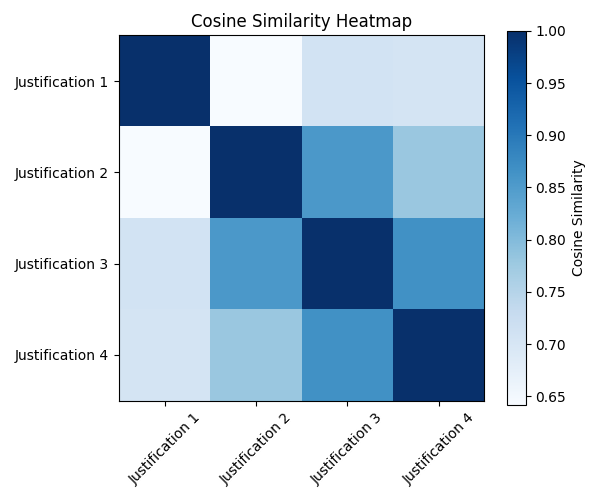 Cosine Similarity Heatmap
Justification 1
Justification 2
Justification 3
Justification 4
Justification 1
Justification 2
Justification 3
Justification 4
1.00
0.95
0.90
0.85
0.80
0.75
0.70
0.65
Cosine Similarity